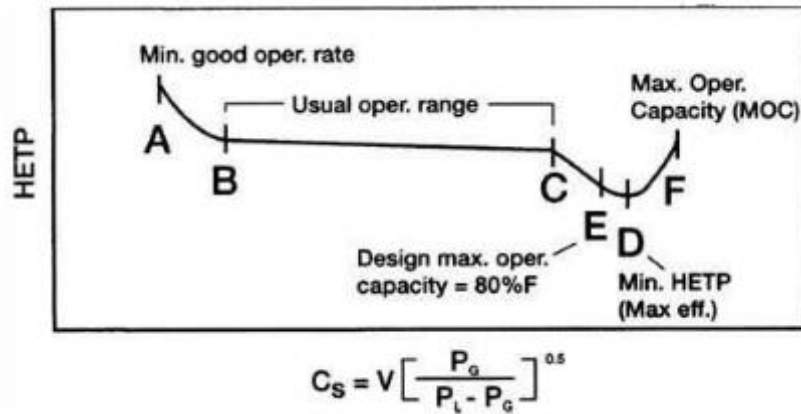 Min. good oper. rate
Usual oper. range
Max. Oper.
Capacity (MOC)
HETP
A
B
C
F
E
D
Design max. oper.
capacity = 80%F
Min. HETP
(Max eff.)
C_S = V [ P_G / P_L - P_G ]^0.5